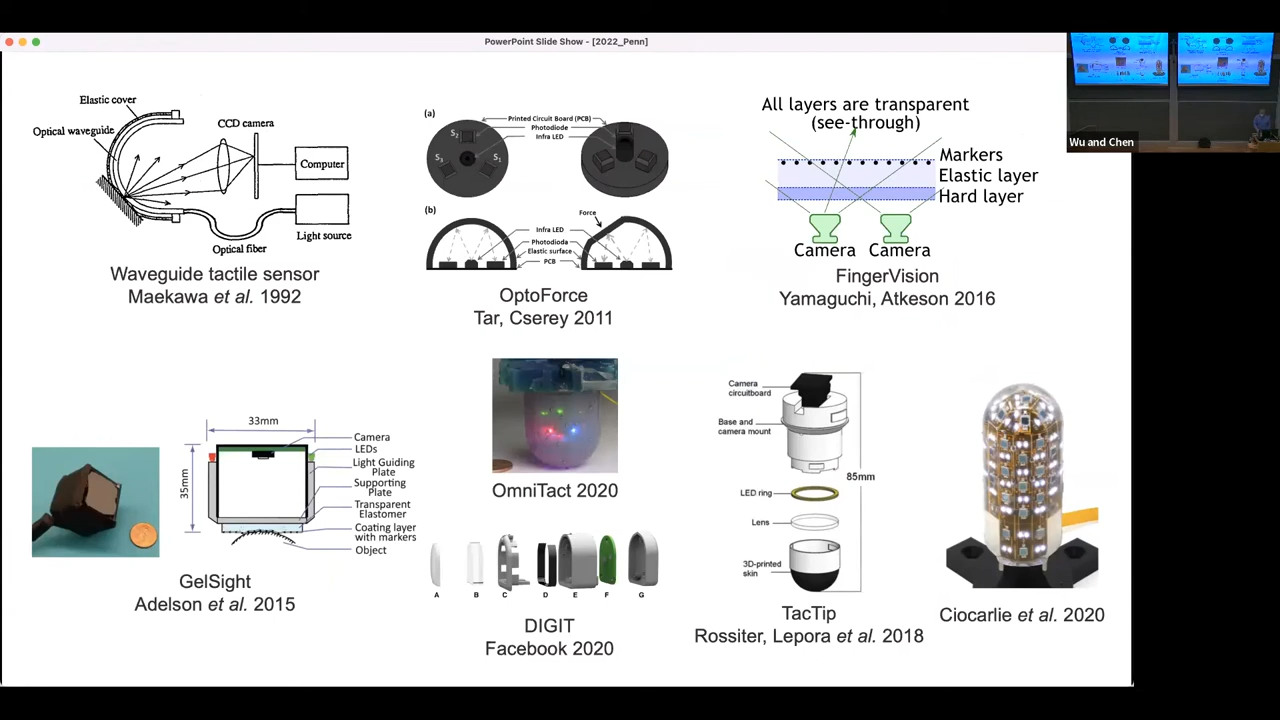 PowerPoint Slide Show - [2022_Penn]
Wu and Chen
Elastic cover
Optical waveguide
CCD camera
Computer
Light source
Optical fiber
Waveguide tactile sensor
Maekawa et al. 1992
(a)
Printed Circuit Board (PCB)
Photodiode
Infra LED
S2
S1
S3
(b)
Force
Infra LED
Photodioda
Elastic surface
PCB
OptoForce
Tar, Cserey 2011
All layers are transparent
(see-through)
Markers
Elastic layer
Hard layer
Camera
Camera
FingerVision
Yamaguchi, Atkeson 2016
33mm
35mm
Camera
LEDs
Light Guiding
Plate
Supporting
Plate
Transparent
Elastomer
Coating layer
with markers
Object
GelSight
Adelson et al. 2015
OmniTact 2020
A B C D E F G
DIGIT
Facebook 2020
Camera
circuitboard
Base and
camera mount
85mm
LED ring
Lens
3D-printed
skin
TacTip
Rossiter, Lepora et al. 2018
Ciocarlie et al. 2020